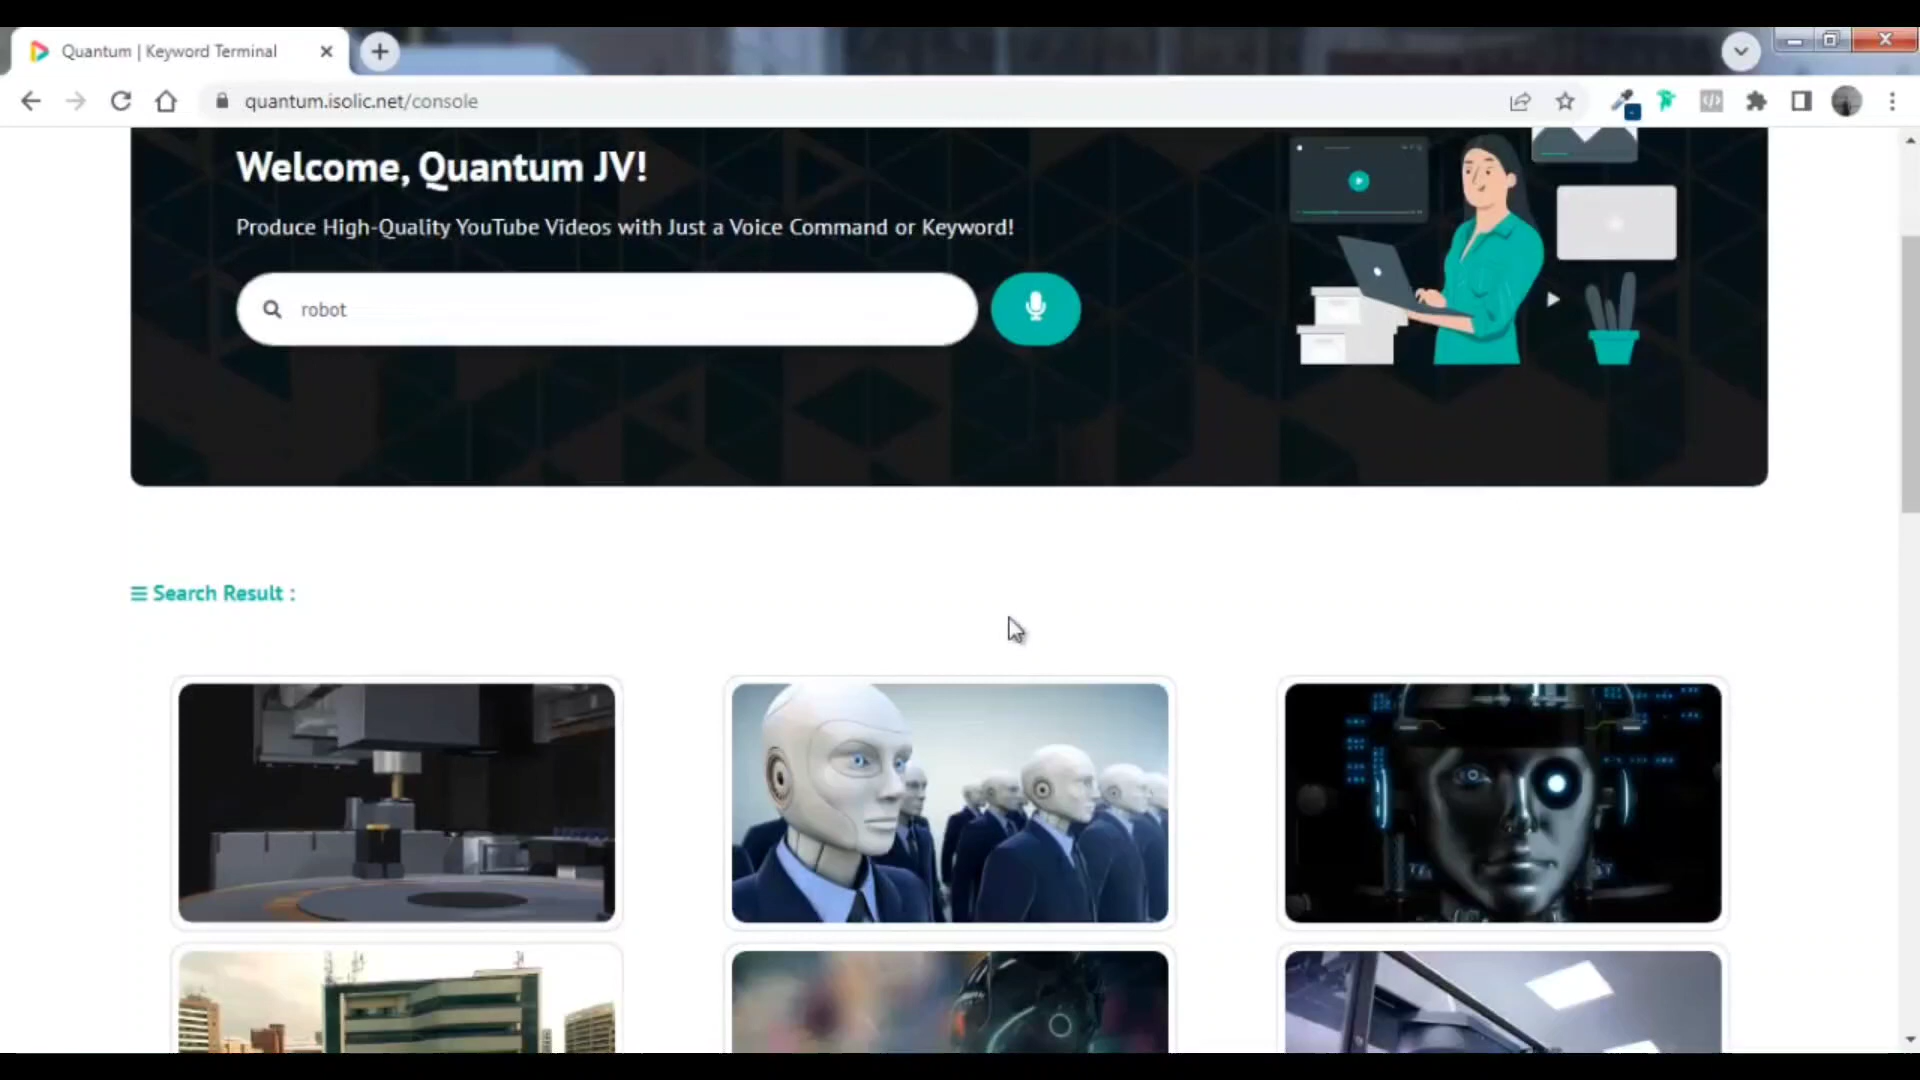 Quantum | Keyword Terminal
quantum.isolic.net/console
Welcome, Quantum JV!
Produce High-Quality YouTube Videos with Just a Voice Command or Keyword!
robot
Search Result :